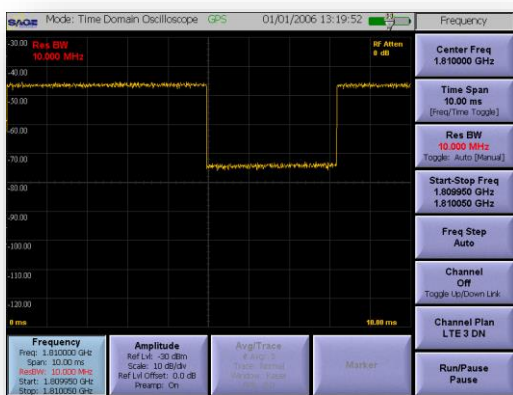 SAGE Mode: Time Domain Oscilloscope GPS 01/01/2006 13:19:52
Frequency
-30.00
Res BW
10.000 MHz
RF Atten
0 dB
-40.00
-60.00
-70.00
-80.00
-90.00
-100.00
-110.00
-120.00
0 ms
10.00 ms
Center Freq
1.810000 GHz
Time Span
10.00 ms
[Freq/Time Toggle]
Res BW
10.000 MHz
Toggle: Auto [Manual]
Start-Stop Freq
1.809950 GHz
1.810050 GHz
Freq Step
Auto
Channel
Off
Toggle Up/Down Link
Channel Plan
LTE 3 DN
Run/Pause
Pause
Frequency
Freq: 1.810000 GHz
Span: 10.00 ms
ResBW: 10.000 MHz
Start: 1.809950 GHz
Stop: 1.810050 GHz
Amplitude
Ref Lvl: -30 dBm
Scale: 10 dB/div
Ref Lvl Offset: 0.0 dB
Preamp: On
Avg/Trace
Trace: Normal
Marker